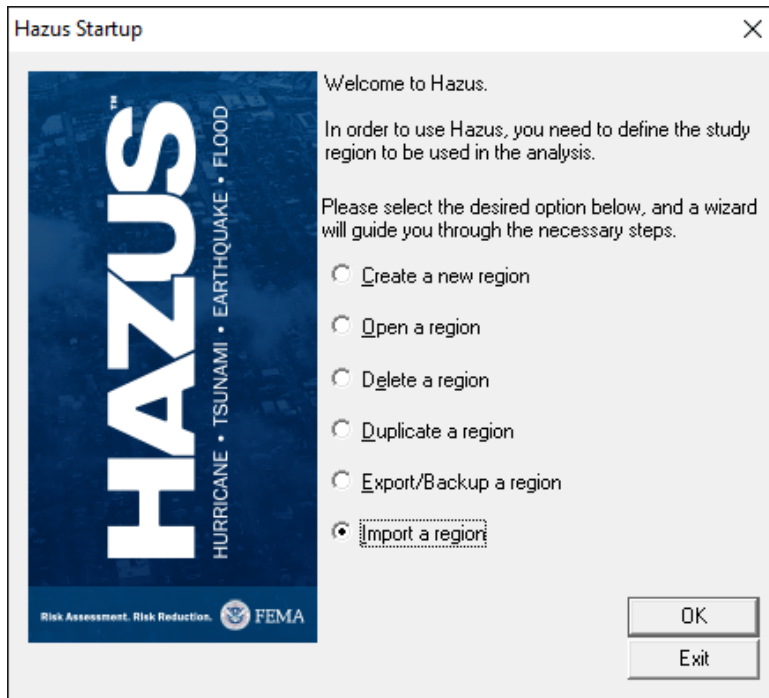 Hazus Startup
Welcome to Hazus.
In order to use Hazus, you need to define the study
region to be used in the analysis.
Please select the desired option below, and a wizard
will guide you through the necessary steps.
Create a new region
Open a region
Delete a region
Duplicate a region
Export/Backup a region
Import a region
HAZUS™
HURRICANE • TSUNAMI • EARTHQUAKE • FLOOD
Risk Assessment. Risk Reduction. FEMA
OK
Exit